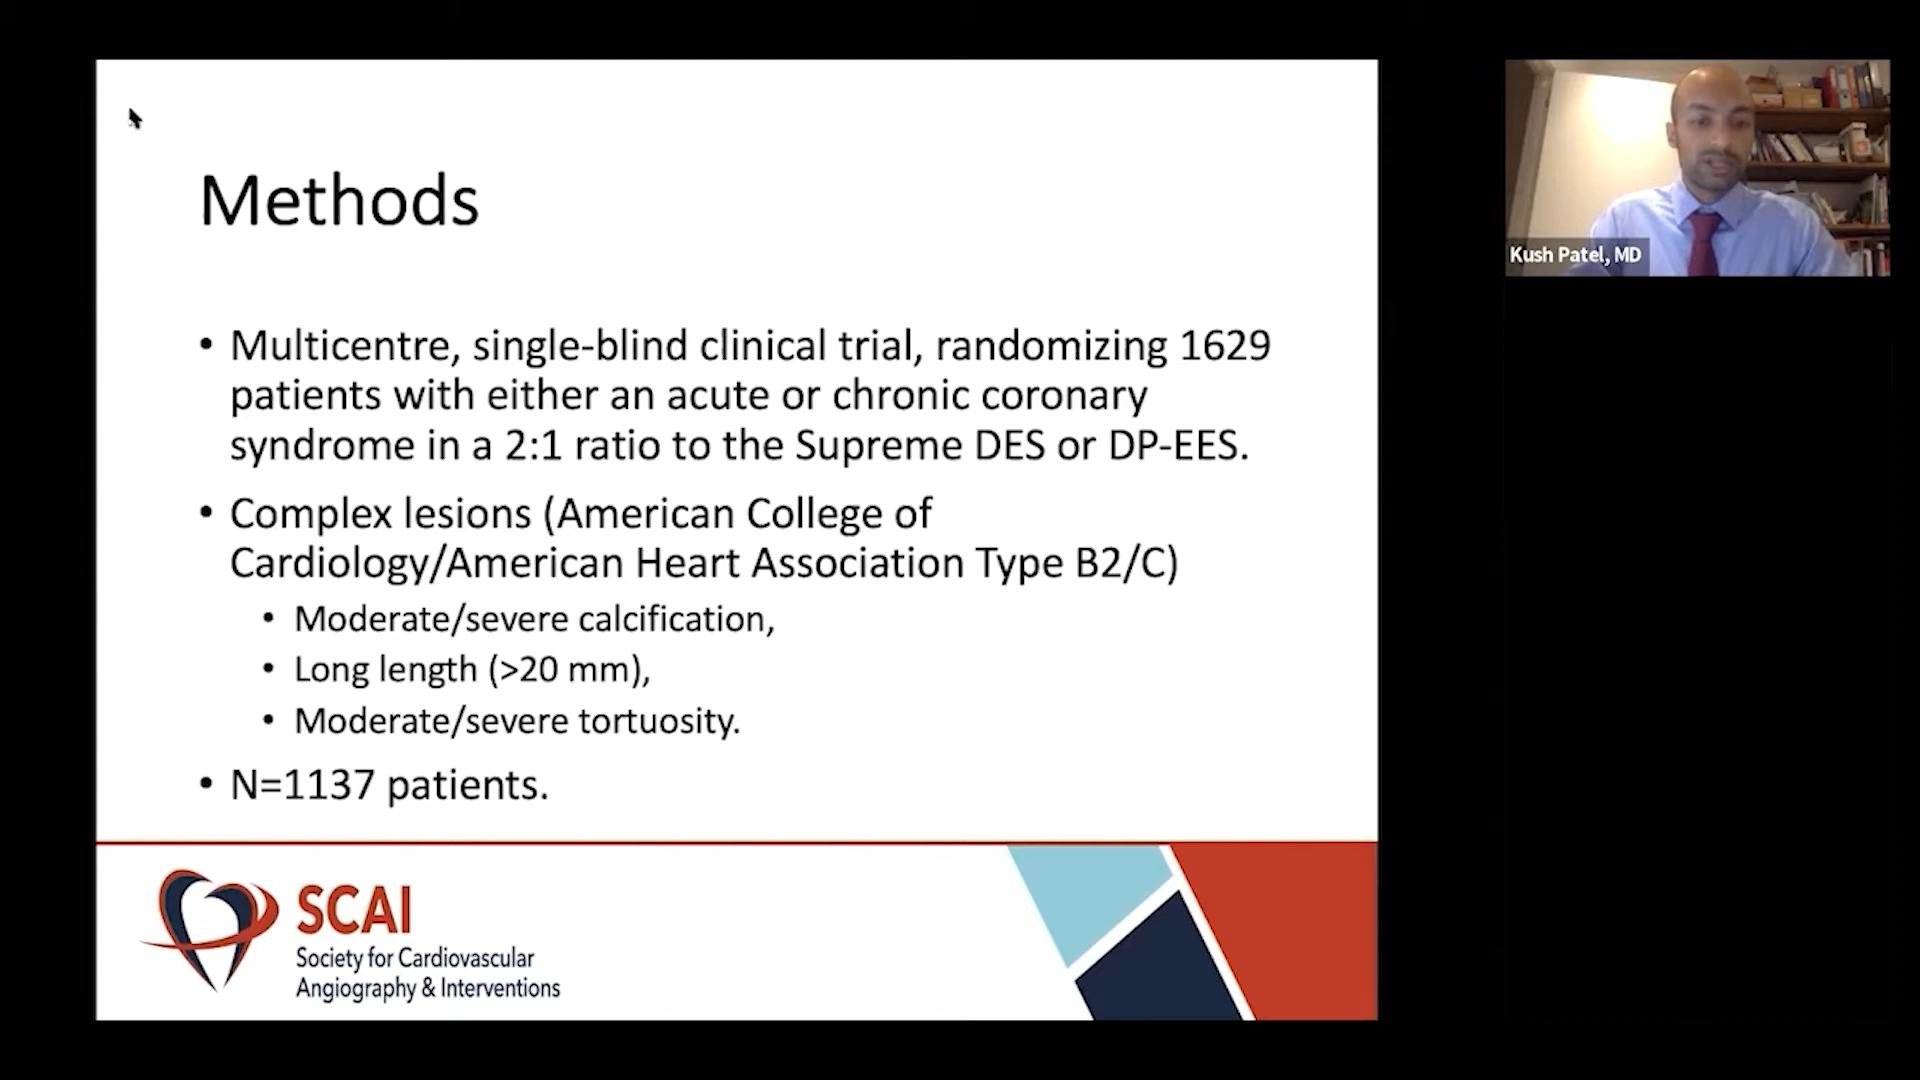 Methods
• Multicentre, single-blind clinical trial, randomizing 1629
patients with either an acute or chronic coronary
syndrome in a 2:1 ratio to the Supreme DES or DP-EES.
• Complex lesions (American College of
Cardiology/American Heart Association Type B2/C)
• Moderate/severe calcification,
• Long length (>20 mm),
• Moderate/severe tortuosity.
• N=1137 patients.
SCAI
Society for Cardiovascular
Angiography & Interventions
Kush Patel, MD